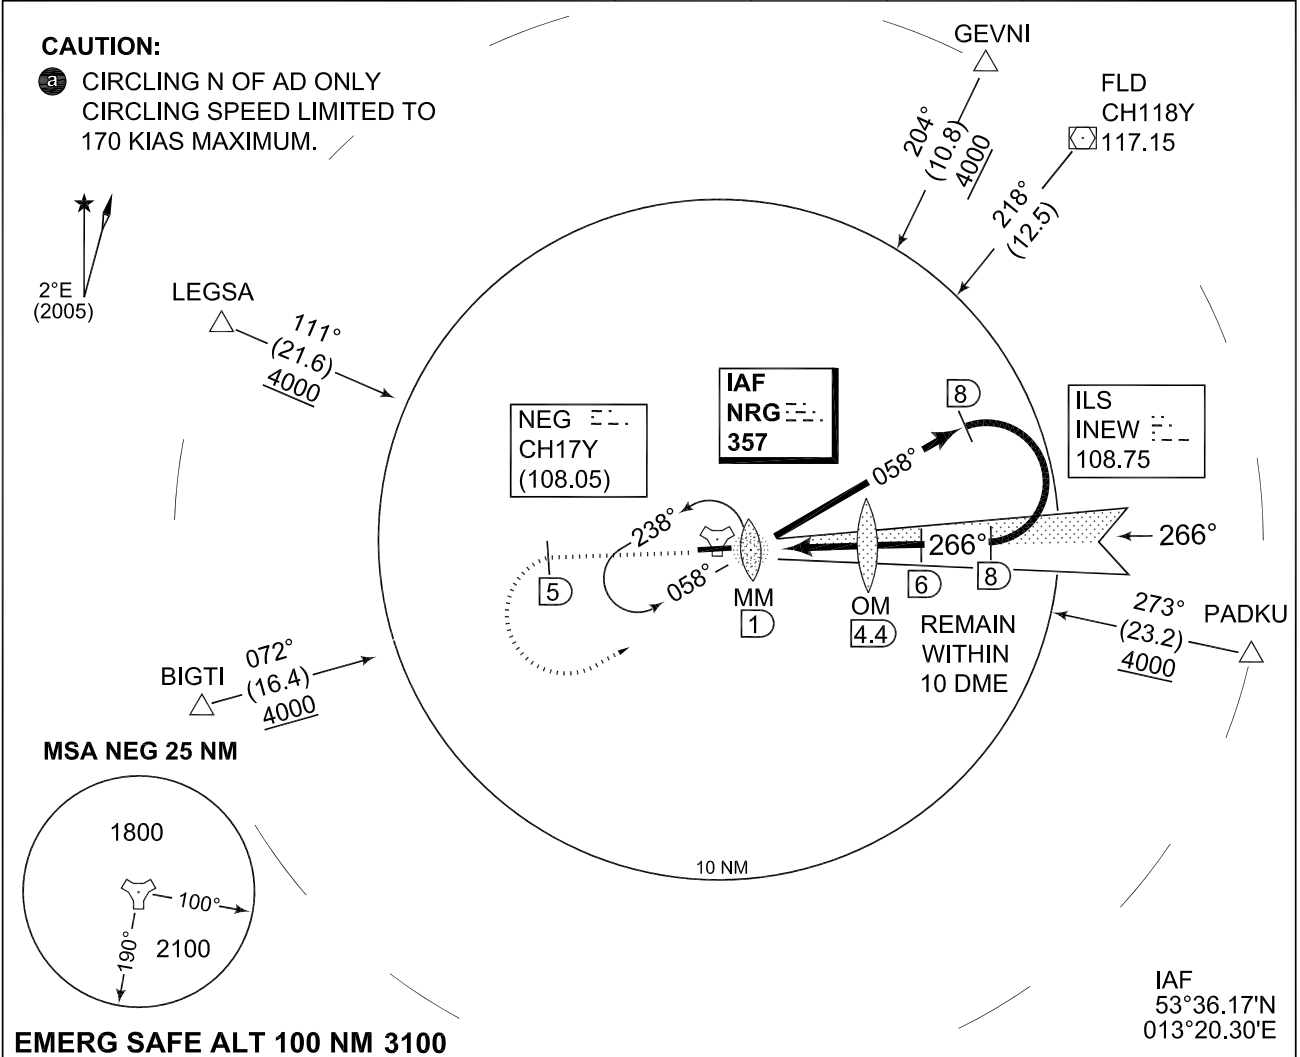 CAUTION:
a CIRCLING N OF AD ONLY
CIRCLING SPEED LIMITED TO
170 KIAS MAXIMUM.
GEVNI
204°
(10.8)
4000
FLD
CH118Y
117.15
218°
(12.5)
2°E
(2005)
LEGSA
111°
(21.6)
4000
IAF
NRG
357
NEG
CH17Y
(108.05)
ILS
INEW
108.75
8
058°
238°
058°
266°
266°
5
6
8
MM
1
OM
4.4
REMAIN
WITHIN
10 DME
273°
(23.2)
4000
PADKU
BIGTI
072°
(16.4)
4000
10 NM
MSA NEG 25 NM
1800
100°
190°
2100
EMERG SAFE ALT 100 NM 3100
IAF
53°36.17'N
013°20.30'E